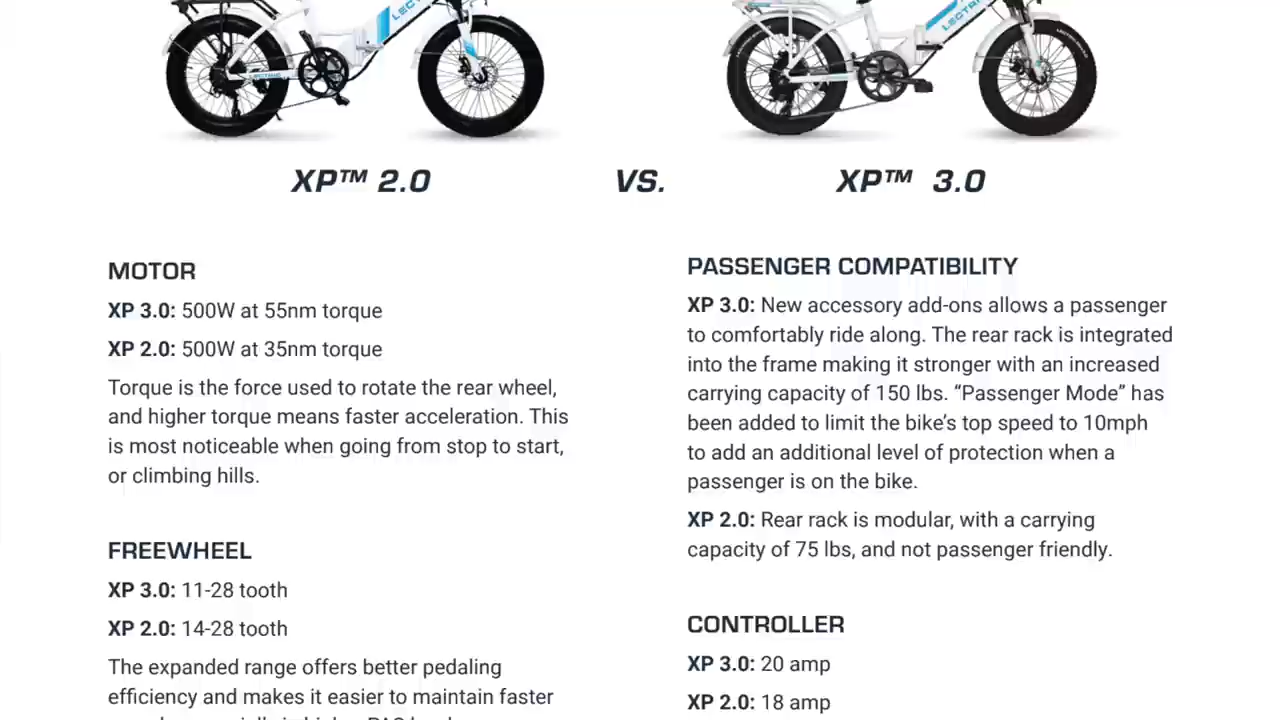 XP™ 2.0
VS.
XP™ 3.0
MOTOR
XP 3.0: 500W at 55nm torque
XP 2.0: 500W at 35nm torque
Torque is the force used to rotate the rear wheel,
and higher torque means faster acceleration. This
is most noticeable when going from stop to start,
or climbing hills.
FREEWHEEL
XP 3.0: 11-28 tooth
XP 2.0: 14-28 tooth
The expanded range offers better pedaling
efficiency and makes it easier to maintain faster
PASSENGER COMPATIBILITY
XP 3.0: New accessory add-ons allows a passenger
to comfortably ride along. The rear rack is integrated
into the frame making it stronger with an increased
carrying capacity of 150 lbs. “Passenger Mode” has
been added to limit the bike’s top speed to 10mph
to add an additional level of protection when a
passenger is on the bike.
XP 2.0: Rear rack is modular, with a carrying
capacity of 75 lbs, and not passenger friendly.
CONTROLLER
XP 3.0: 20 amp
XP 2.0: 18 amp